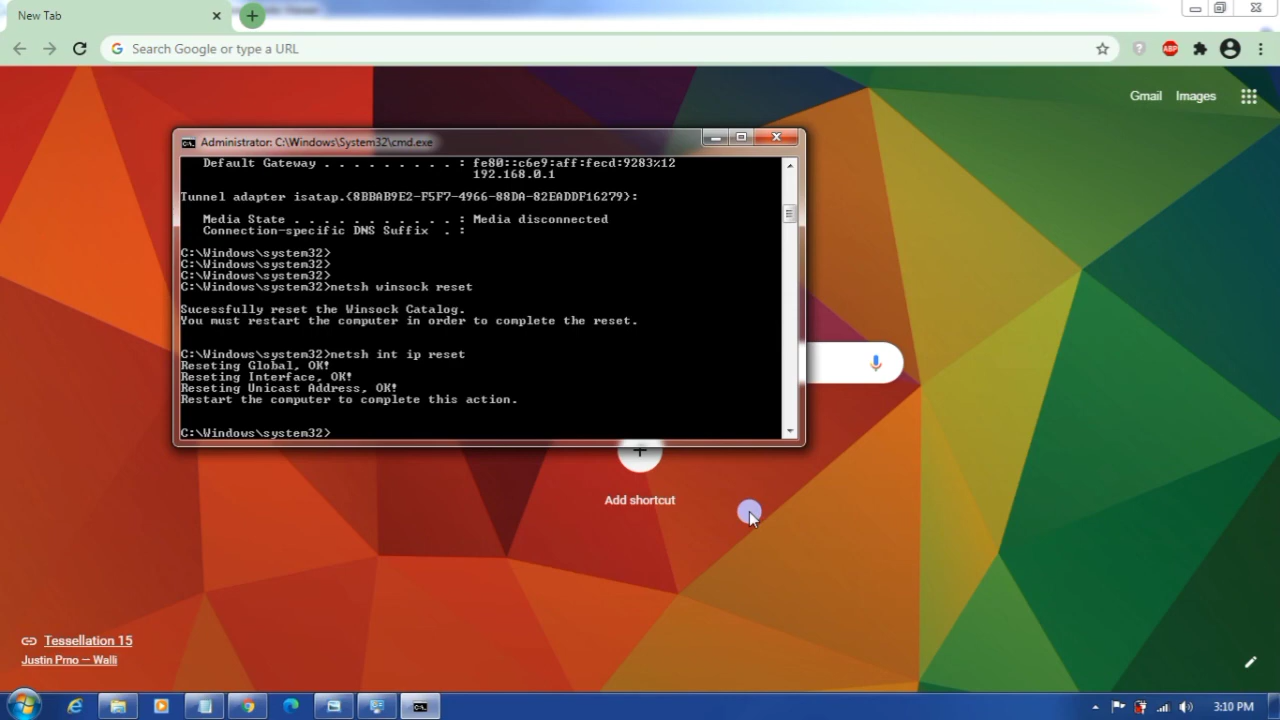 New Tab
Search Google or type a URL
ABP
Gmail
Images
Administrator: C:\Windows\System32\cmd.exe
Default Gateway . . . . . . . . . : fe80::c6e9:aff:fecd:9283%12
192.168.0.1
Tunnel adapter isatap.{8BBAB9E2-F5F7-4966-88DA-82EADDF16279}:
Media State . . . . . . . . . . . : Media disconnected
Connection-specific DNS Suffix  . :
C:\Windows\system32>
C:\Windows\system32>
C:\Windows\system32>
C:\Windows\system32>netsh winsock reset
Sucessfully reset the Winsock Catalog.
You must restart the computer in order to complete the reset.
C:\Windows\system32>netsh int ip reset
Reseting Global, OK!
Reseting Interface, OK!
Reseting Unicast Address, OK!
Restart the computer to complete this action.
C:\Windows\system32>
Add shortcut
Tessellation 15
Justin Prno — Walli
3:10 PM